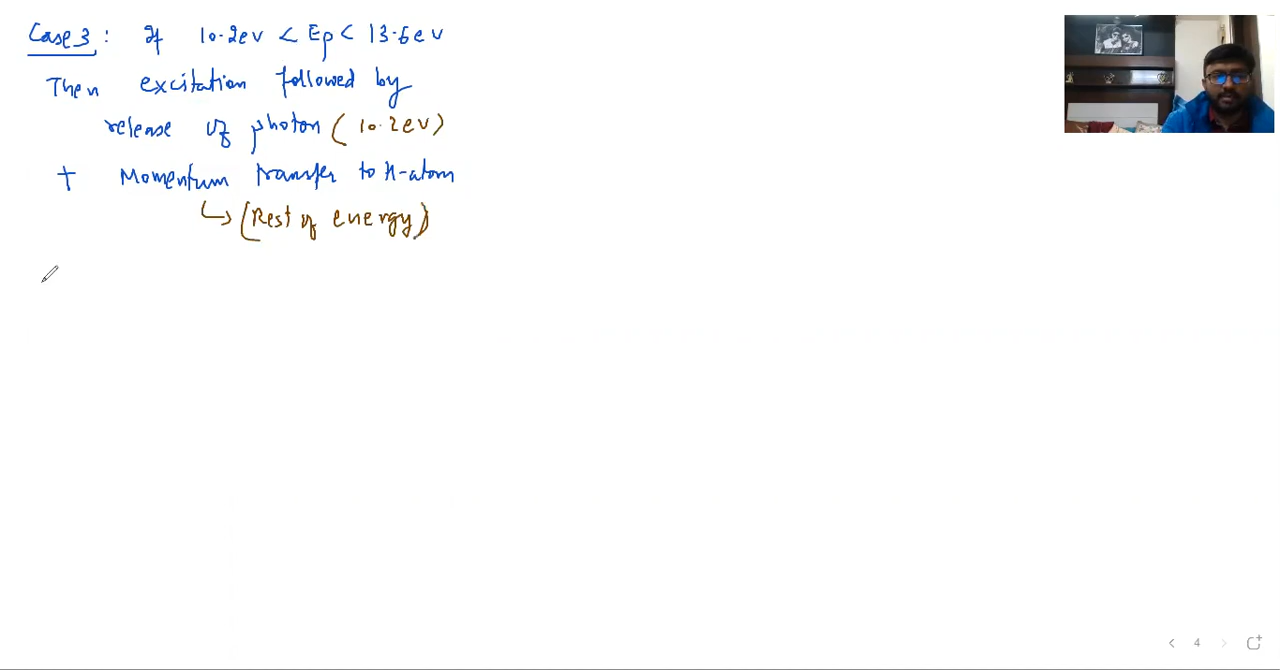 Case 3 : If 10.2ev < Ep < 13.6ev
Then excitation followed by
release of photon (10.2ev)
+ Momentum transfer to H-atom
↳ (Rest of energy)
4